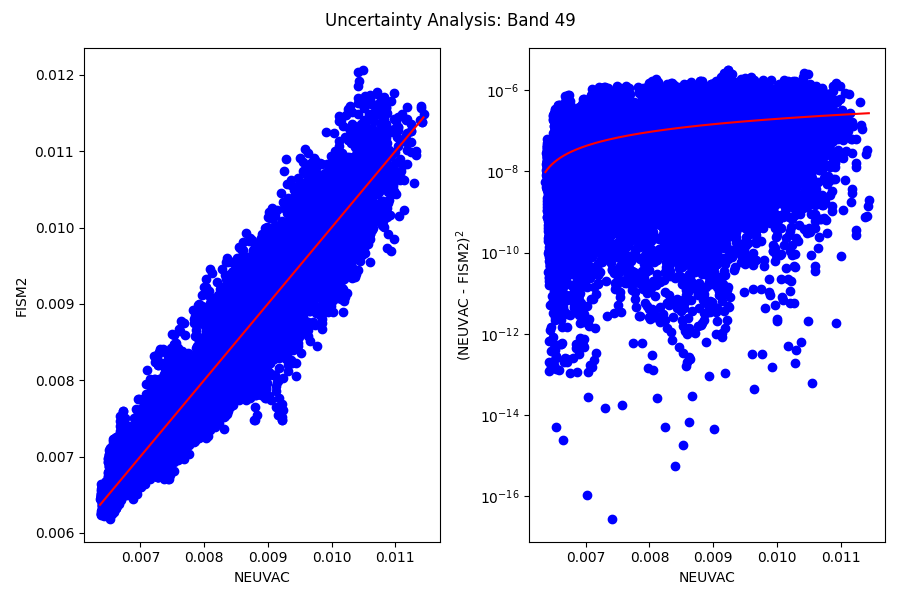 Uncertainty Analysis: Band 49
0.012
0.011
0.010
0.009
0.008
0.007
0.006
FISM2
0.007 0.008 0.009 0.010 0.011
NEUVAC
10⁻⁶
10⁻⁸
10⁻¹⁰
10⁻¹²
10⁻¹⁴
10⁻¹⁶
(NEUVAC - FISM2)²
0.007 0.008 0.009 0.010 0.011
NEUVAC